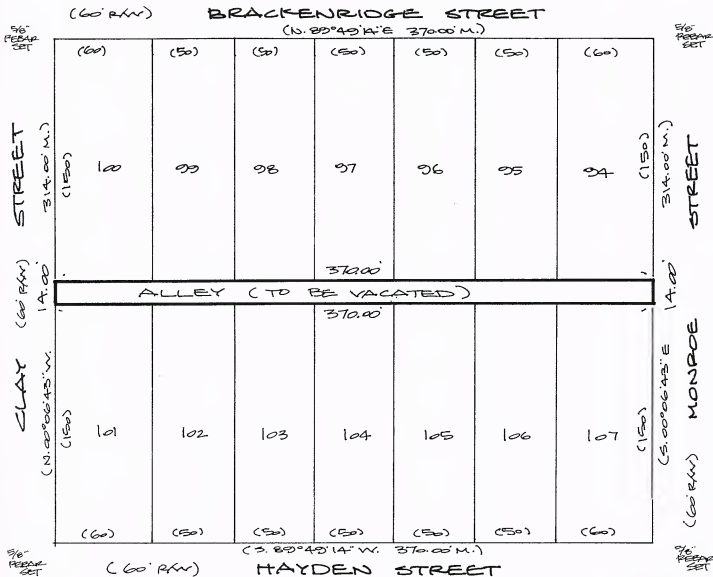 (60' R/W) BRACKENRIDGE STREET
(N. 89°49'14" E 370.00' M.)
5/8" REBAR SET
5/8" REBAR SET
(60) (50) (50) (50) (50) (50) (60)
STREET
314.00' M.
(150)
100 99 98 97 96 95 94
(150)
314.00' M.
STREET
370.00'
14.00'
ALLEY (TO BE VACATED)
14.00'
370.00'
CLAY (60' R/W)
(N. 00°06'43" W.
(150)
101 102 103 104 105 106 107
(150)
(S. 00°06'43" E
MONROE
(60' R/W)
(60) (50) (50) (50) (50) (50) (60)
(S. 89°49'14" W. 370.00' M.)
5/8" REBAR SET
5/8" REBAR SET
(60' R/W) HAYDEN STREET